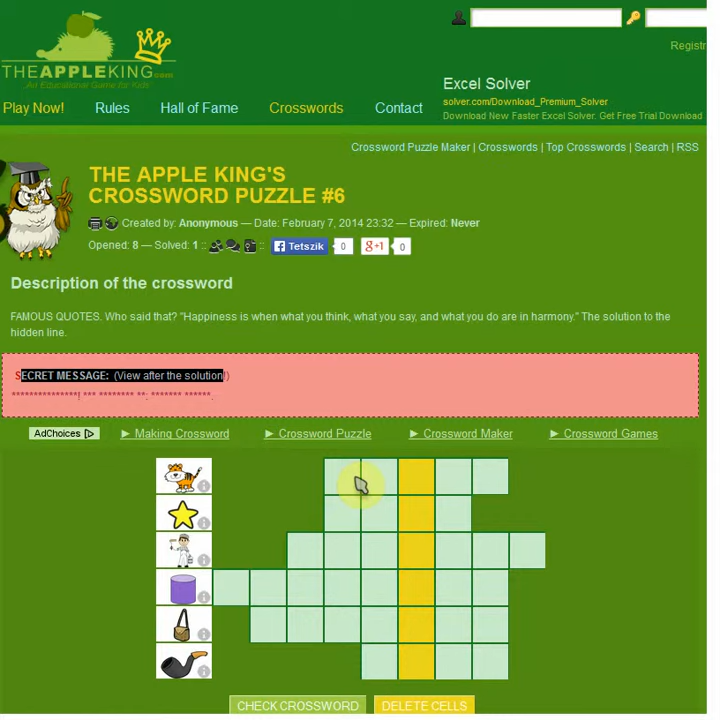 THEAPPLEKING.com
An Educational Game for Kids
Registr
Excel Solver
solver.com/Download_Premium_Solver
Download New Faster Excel Solver. Get Free Trial Download
Play Now! Rules Hall of Fame Crosswords Contact
Crossword Puzzle Maker | Crosswords | Top Crosswords | Search | RSS
THE APPLE KING'S
CROSSWORD PUZZLE #6
Created by: Anonymous — Date: February 7, 2014 23:32 — Expired: Never
Opened: 8 — Solved: 1 :: :: Tetszik 0 g+1 0
Description of the crossword
FAMOUS QUOTES. Who said that? "Happiness is when what you think, what you say, and what you do are in harmony." The solution to the
hidden line.
SECRET MESSAGE: (View after the solution!)
***************! *** ******** **: ******* ******.
AdChoices ► Making Crossword ► Crossword Puzzle ► Crossword Maker ► Crossword Games
CHECK CROSSWORD DELETE CELLS